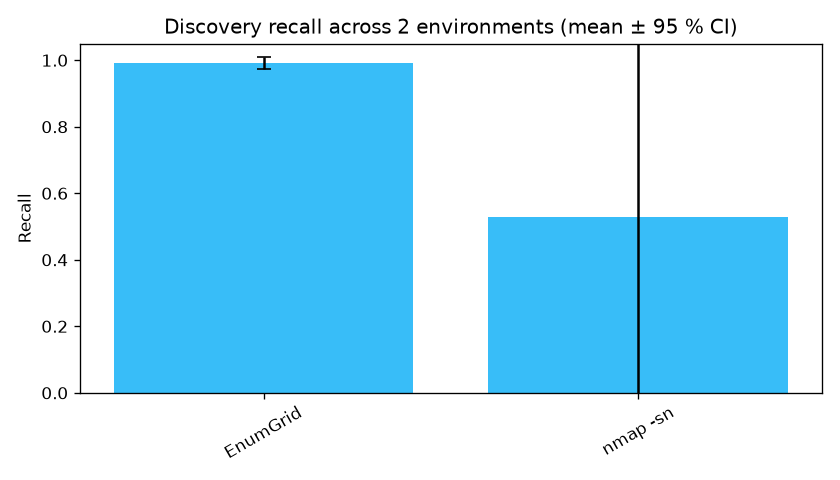 Discovery recall across 2 environments (mean ± 95 % CI)
Recall
1.0
0.8
0.6
0.4
0.2
0.0
EnumGrid
nmap -sn